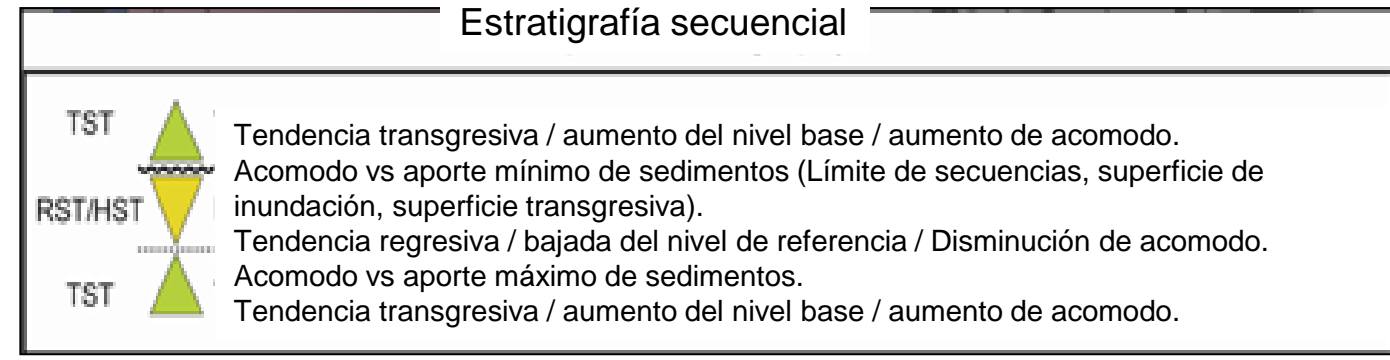 Estratigrafía secuencial
TST
Tendencia transgresiva / aumento del nivel base / aumento de acomodo.
Acomodo vs aporte mínimo de sedimentos (Límite de secuencias, superficie de
RST/HST
inundación, superficie transgresiva).
Tendencia regresiva / bajada del nivel de referencia / Disminución de acomodo.
Acomodo vs aporte máximo de sedimentos.
TST
Tendencia transgresiva / aumento del nivel base / aumento de acomodo.